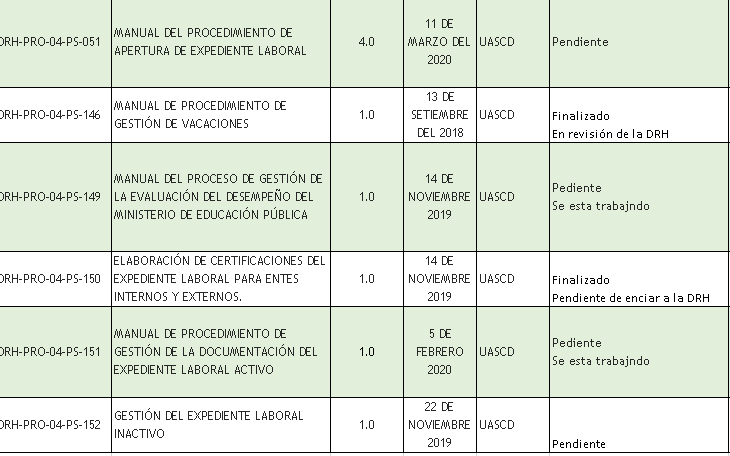 DRH-PRO-04-PS-051
MANUAL DEL PROCEDIMIENTO DE
APERTURA DE EXPEDIENTE LABORAL
4.0
11 DE
MARZO DEL
2020
UASCD
Pendiente
DRH-PRO-04-PS-146
MANUAL DE PROCEDIMIENTO DE
GESTIÓN DE VACACIONES
1.0
13 DE
SETIEMBRE
DEL 2018
UASCD
Finalizado
En revisión de la DRH
DRH-PRO-04-PS-149
MANUAL DEL PROCESO DE GESTIÓN DE
LA EVALUACIÓN DEL DESEMPEÑO DEL
MINISTERIO DE EDUCACIÓN PÚBLICA
1.0
14 DE
NOVIEMBRE
2019
UASCD
Pediente
Se esta trabajndo
DRH-PRO-04-PS-150
ELABORACIÓN DE CERTIFICACIONES DEL
EXPEDIENTE LABORAL PARA ENTES
INTERNOS Y EXTERNOS.
1.0
14 DE
NOVIEMBRE
2019
UASCD
Finalizado
Pendiente de enciar a la DRH
DRH-PRO-04-PS-151
MANUAL DE PROCEDIMIENTO DE
GESTIÓN DE LA DOCUMENTACIÓN DEL
EXPEDIENTE LABORAL ACTIVO
1.0
5 DE
FEBRERO
2020
UASCD
Pediente
Se esta trabajndo
DRH-PRO-04-PS-152
GESTIÓN DEL EXPEDIENTE LABORAL
INACTIVO
1.0
22 DE
NOVIEMBRE
2019
UASCD
Pendiente